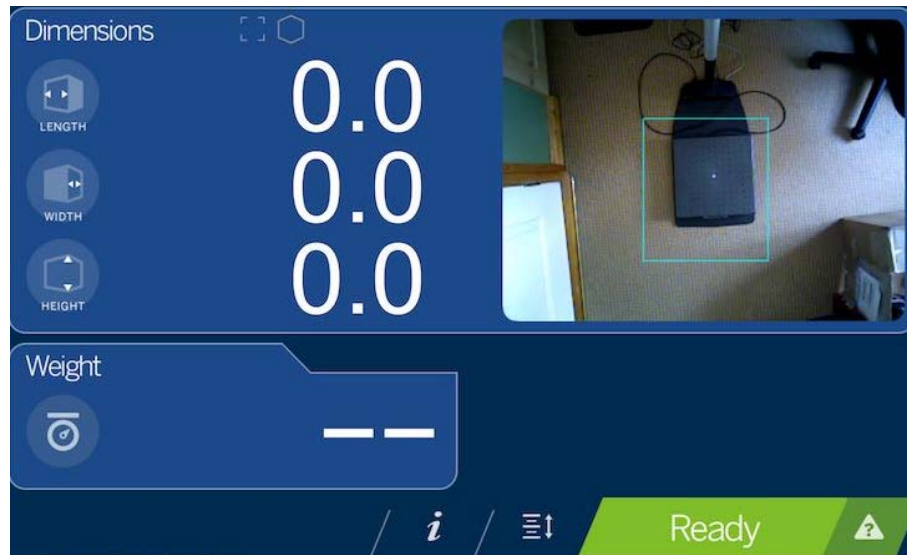 Dimensions
LENGTH
0.0
WIDTH
0.0
HEIGHT
0.0
Weight
— —
i
Ready
?